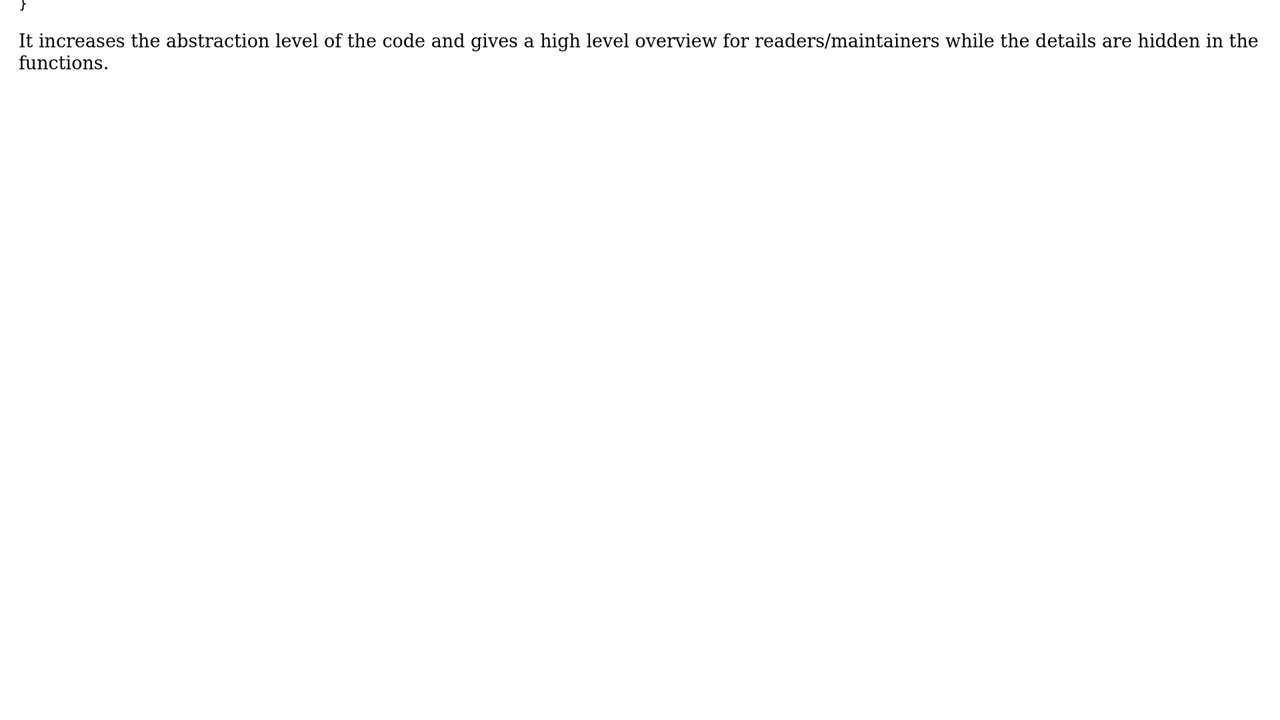 }
It increases the abstraction level of the code and gives a high level overview for readers/maintainers while the details are hidden in the
functions.